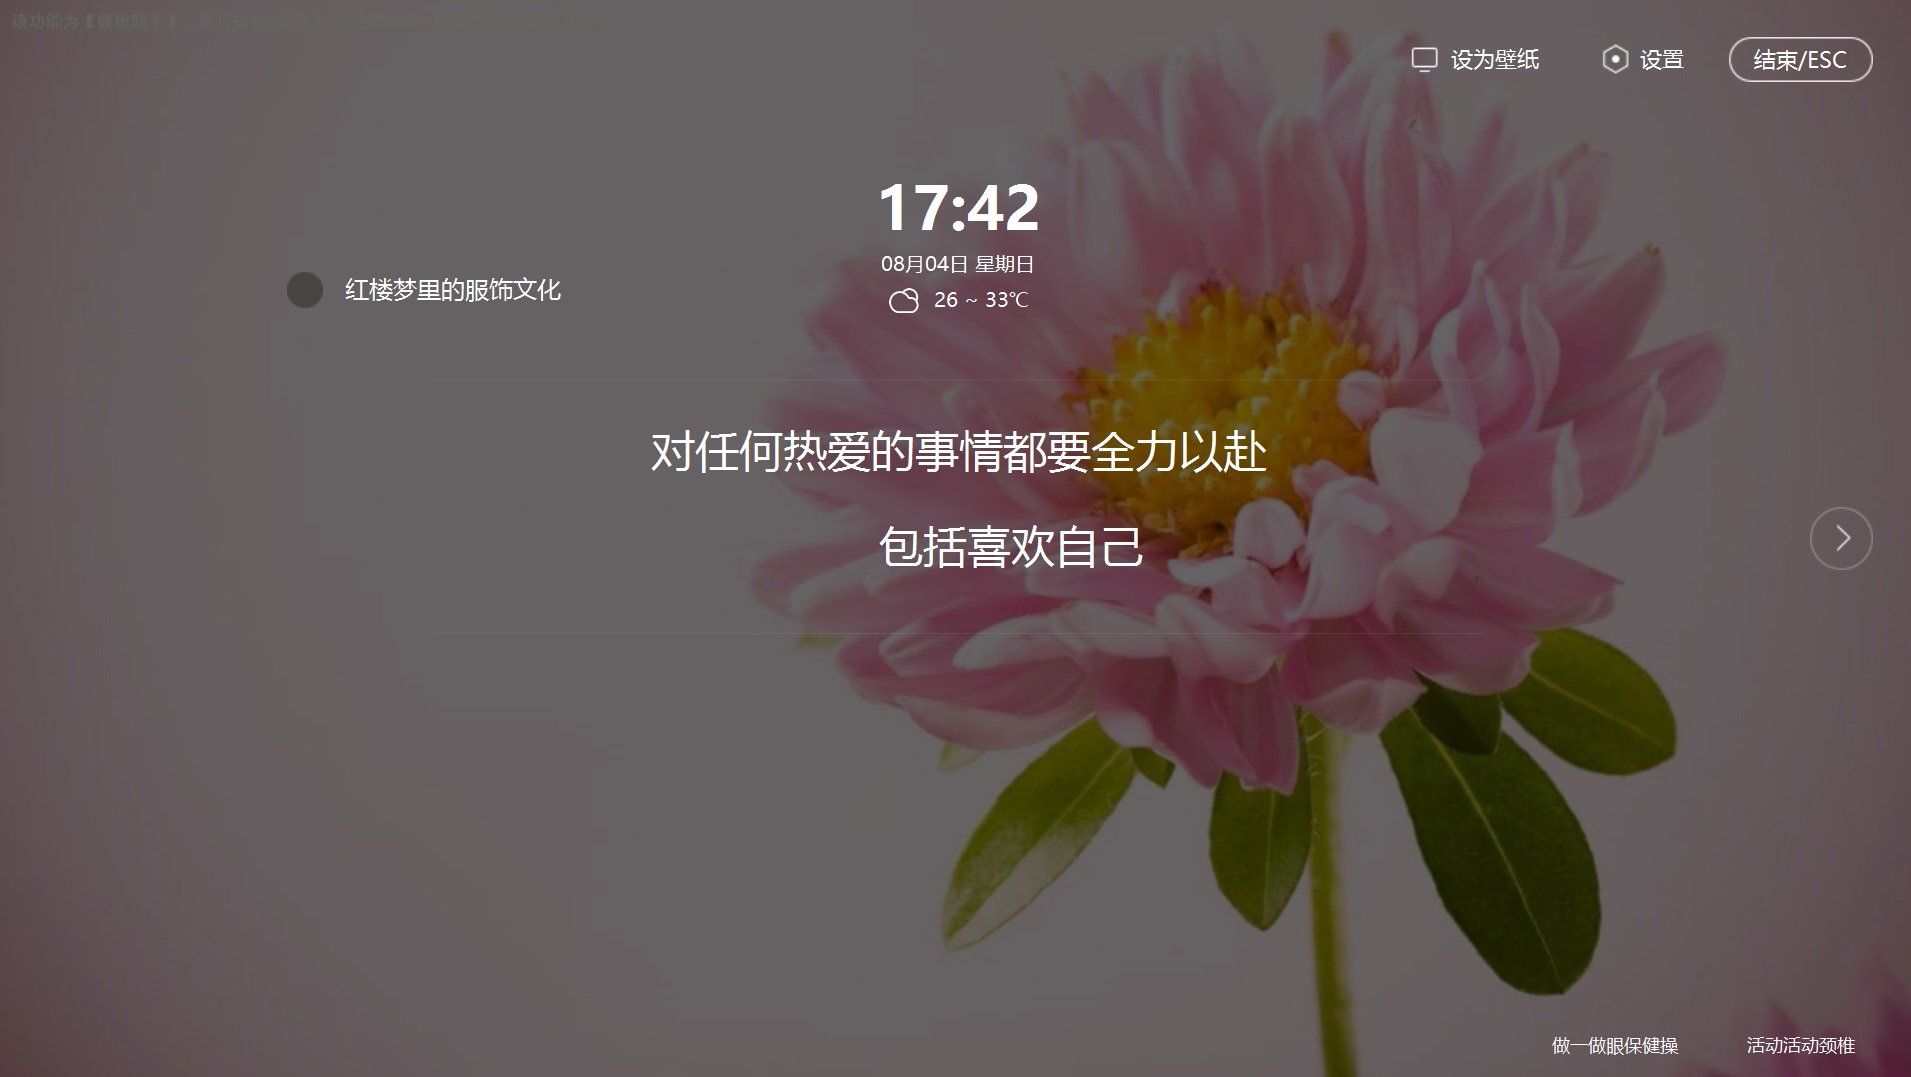 该功能为【健康助手】，您可在
设为壁纸
设置
结束/ESC
17:42
08月04日 星期日
26 ~ 33℃
红楼梦里的服饰文化
对任何热爱的事情都要全力以赴
包括喜欢自己
做一做眼保健操
活动活动颈椎